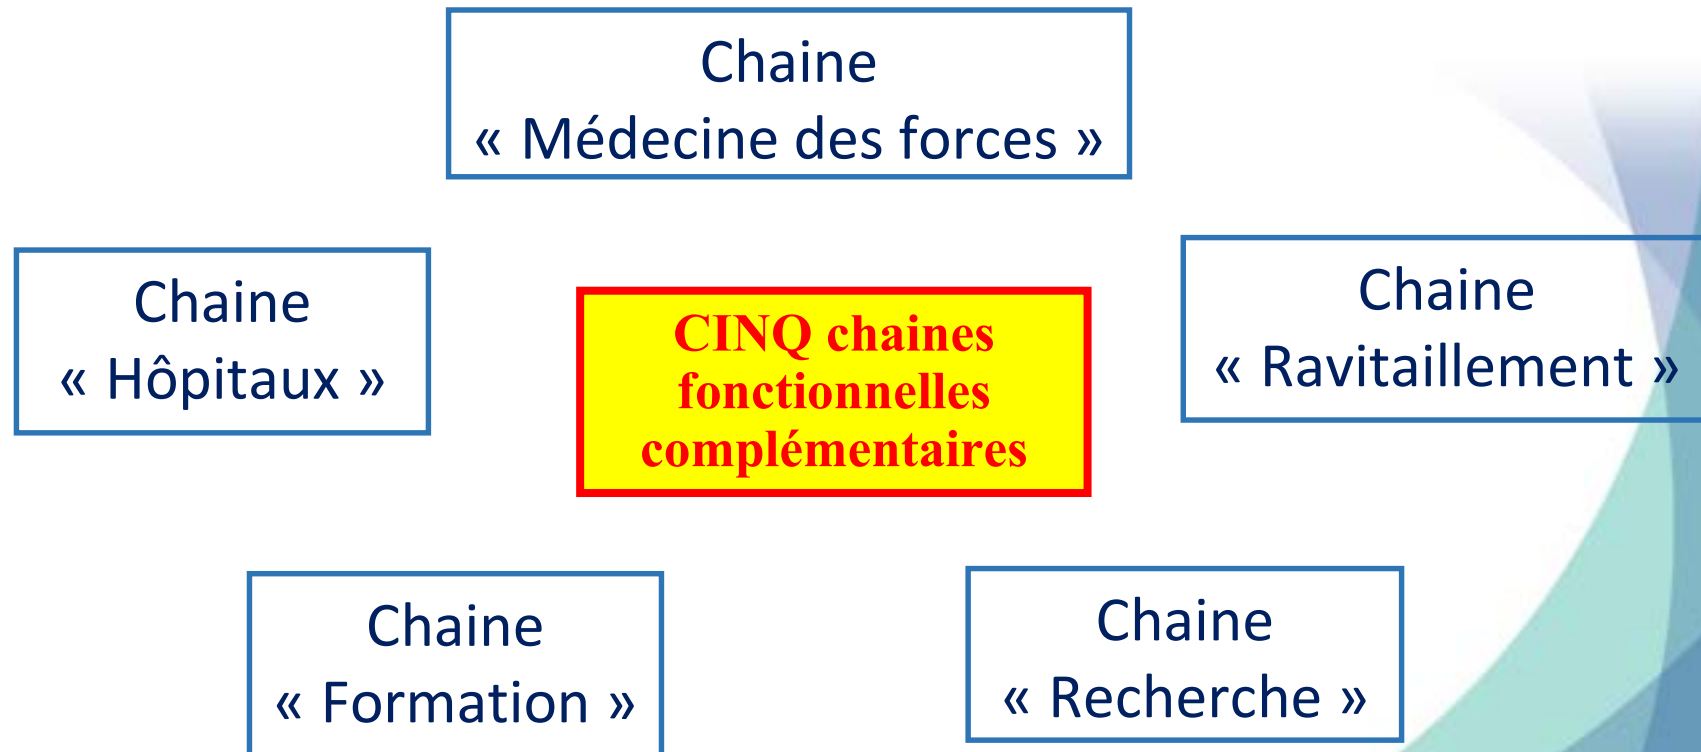 Chaine
« Médecine des forces »
Chaine
« Hôpitaux »
CINQ chaines
fonctionnelles
complémentaires
Chaine
« Ravitaillement »
Chaine
« Formation »
Chaine
« Recherche »